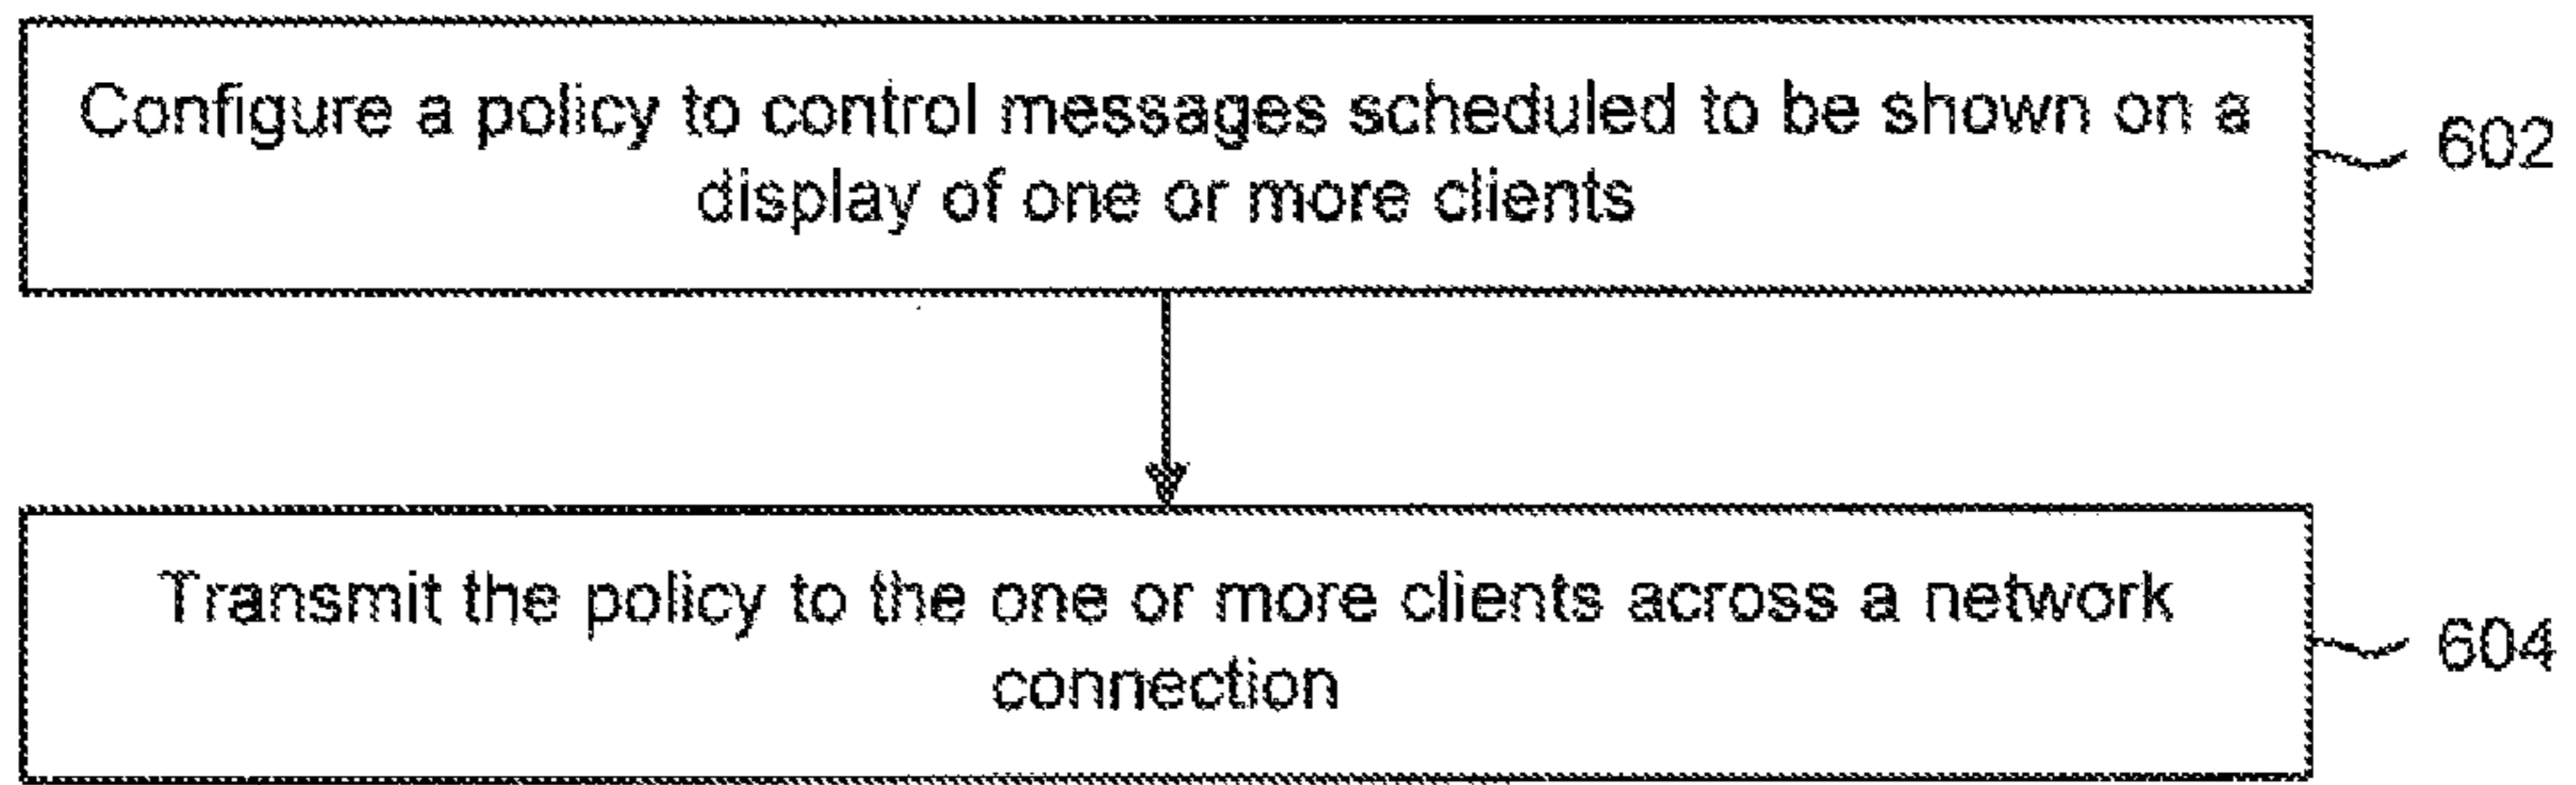 Configure a policy to control messages scheduled to be shown on a
display of one or more clients
602
Transmit the policy to the one or more clients across a network
connection
604